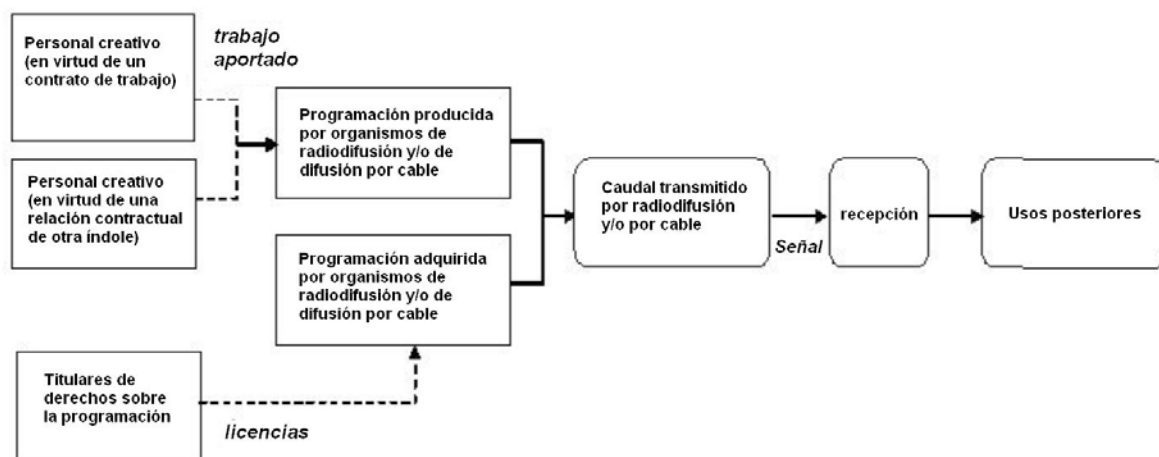 Personal creativo
(en virtud de un
contrato de trabajo)
trabajo
aportado
Personal creativo
(en virtud de una
relación contractual
de otra índole)
Programación producida
por organismos de
radiodifusión y/o de
difusión por cable
Programación adquirida
por organismos de
radiodifusión y/o de
difusión por cable
Titulares de
derechos sobre
la programación
licencias
Caudal transmitido
por radiodifusión
y/o por cable
Señal
recepción
Usos posteriores